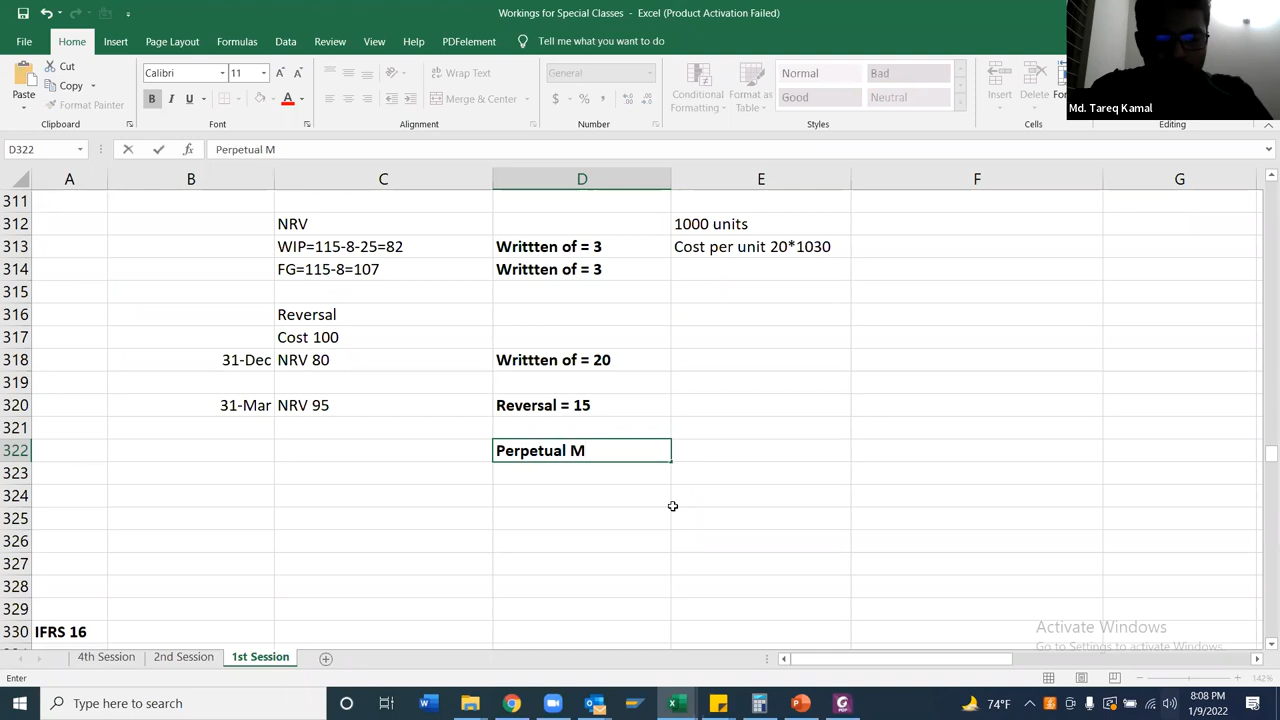 Workings for Special Classes - Excel (Product Activation Failed)
File Home Insert Page Layout Formulas Data Review View Help PDFelement Tell me what you want to do
Paste
Cut
Copy
Format Painter
Clipboard
Calibri 11
B I U
Font
Wrap Text
Merge & Center
Alignment
General
$ % ,
Number
Conditional Formatting
Format as Table
Normal Bad
Good Neutral
Styles
Insert
Delete
Cells
Editing
Md. Tareq Kamal
D322 fx Perpetual M
A B C D E F G
311
312 NRV 1000 units
313 WIP=115-8-25=82 Writtten of = 3 Cost per unit 20*1030
314 FG=115-8=107 Writtten of = 3
315
316 Reversal
317 Cost 100
318 31-Dec NRV 80 Writtten of = 20
319
320 31-Mar NRV 95 Reversal = 15
321
322 Perpetual M
323
324
325
326
327
328
329
330 IFRS 16
Activate Windows
Go to Settings to activate Windows.
4th Session 2nd Session 1st Session
Enter 142%
Type here to search
74°F
8:08 PM
1/9/2022